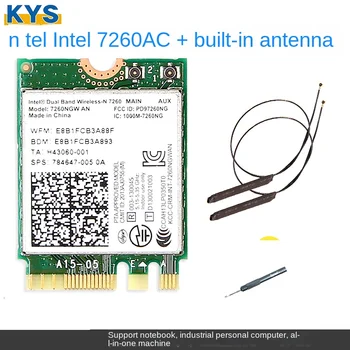 KYS
n tel Intel 7260AC + built-in antenna
Intel® Dual Band Wireless-N 7260 MAIN AUX
Model: 7260NGW AN FCC ID: PD97260NG
Made in China IC: 1000M-7260NG
WFM: E8B1FCB3A88F
BDM: E8B1FCB3A893
TA: H43060-001
SPS: 784647-005 0A
A15-05 E
Support notebook, industrial personal computer, al-
l-in-one machine